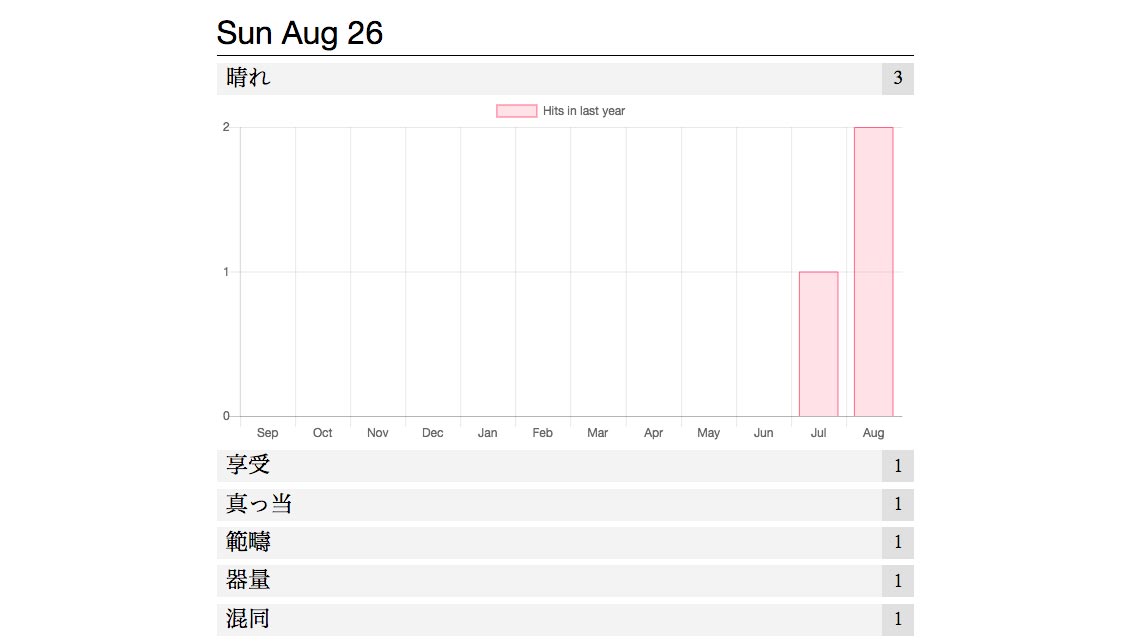 Sun Aug 26
晴れ 3
Hits in last year
2
1
0
Sep Oct Nov Dec Jan Feb Mar Apr May Jun Jul Aug
享受 1
真っ当 1
範疇 1
器量 1
混同 1